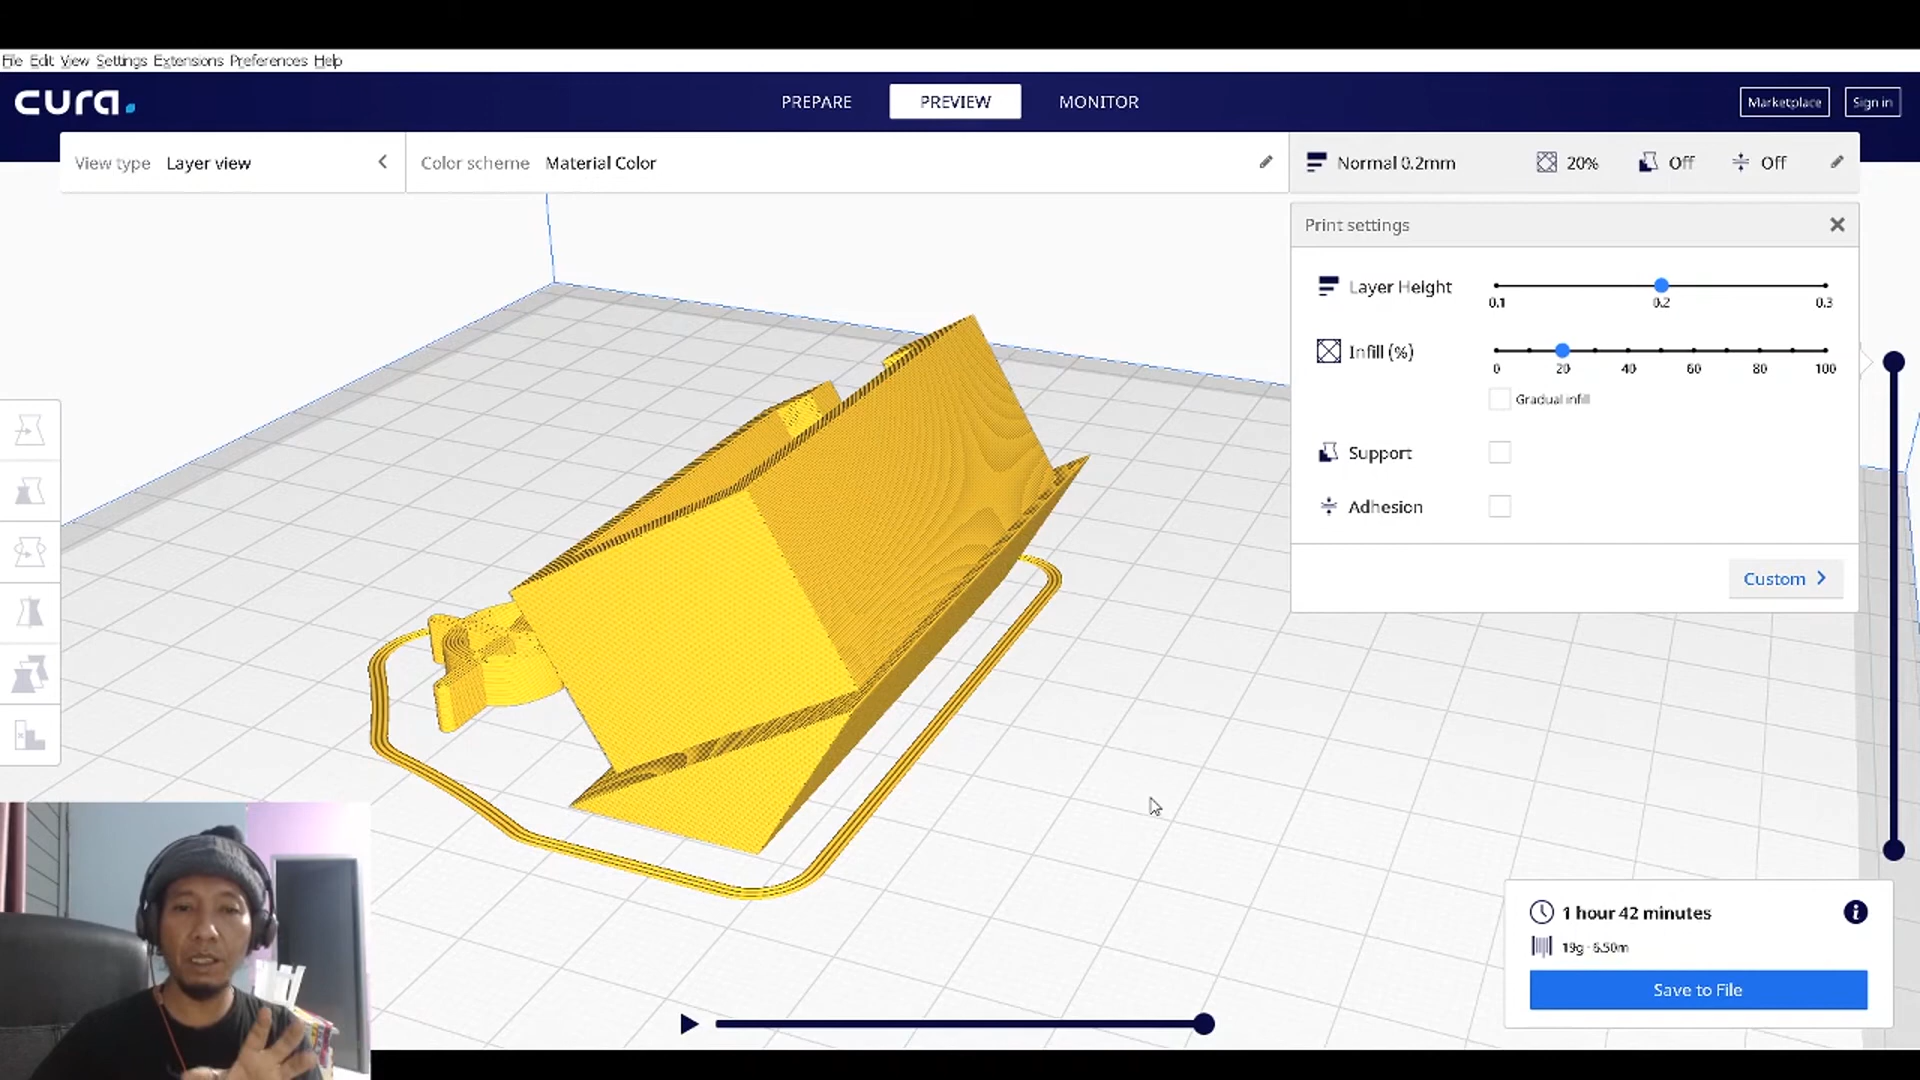 File Edit View Settings Extensions Preferences Help
cura.
PREPARE PREVIEW MONITOR
Marketplace Sign in
View type Layer view
Color scheme Material Color
Normal 0.2mm 20% Off Off
Print settings
Layer Height
0.1 0.2 0.3
Infill (%)
0 20 40 60 80 100
Gradual infill
Support
Adhesion
Custom
1 hour 42 minutes
19g · 6.50m
Save to File